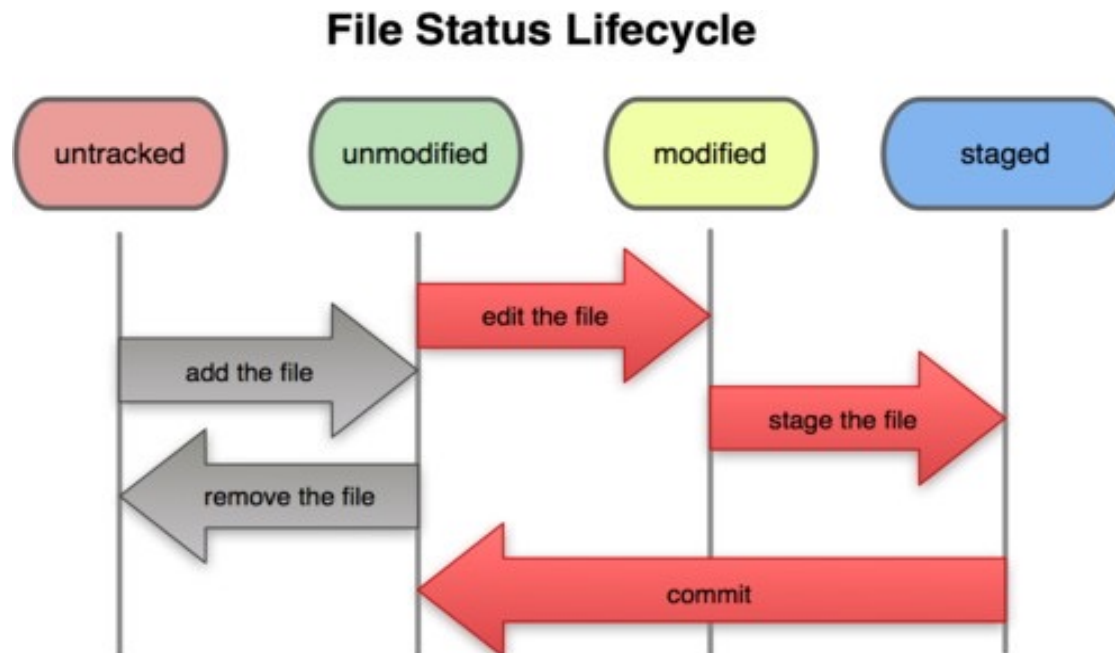 File Status Lifecycle
untracked
unmodified
modified
staged
edit the file
add the file
stage the file
remove the file
commit